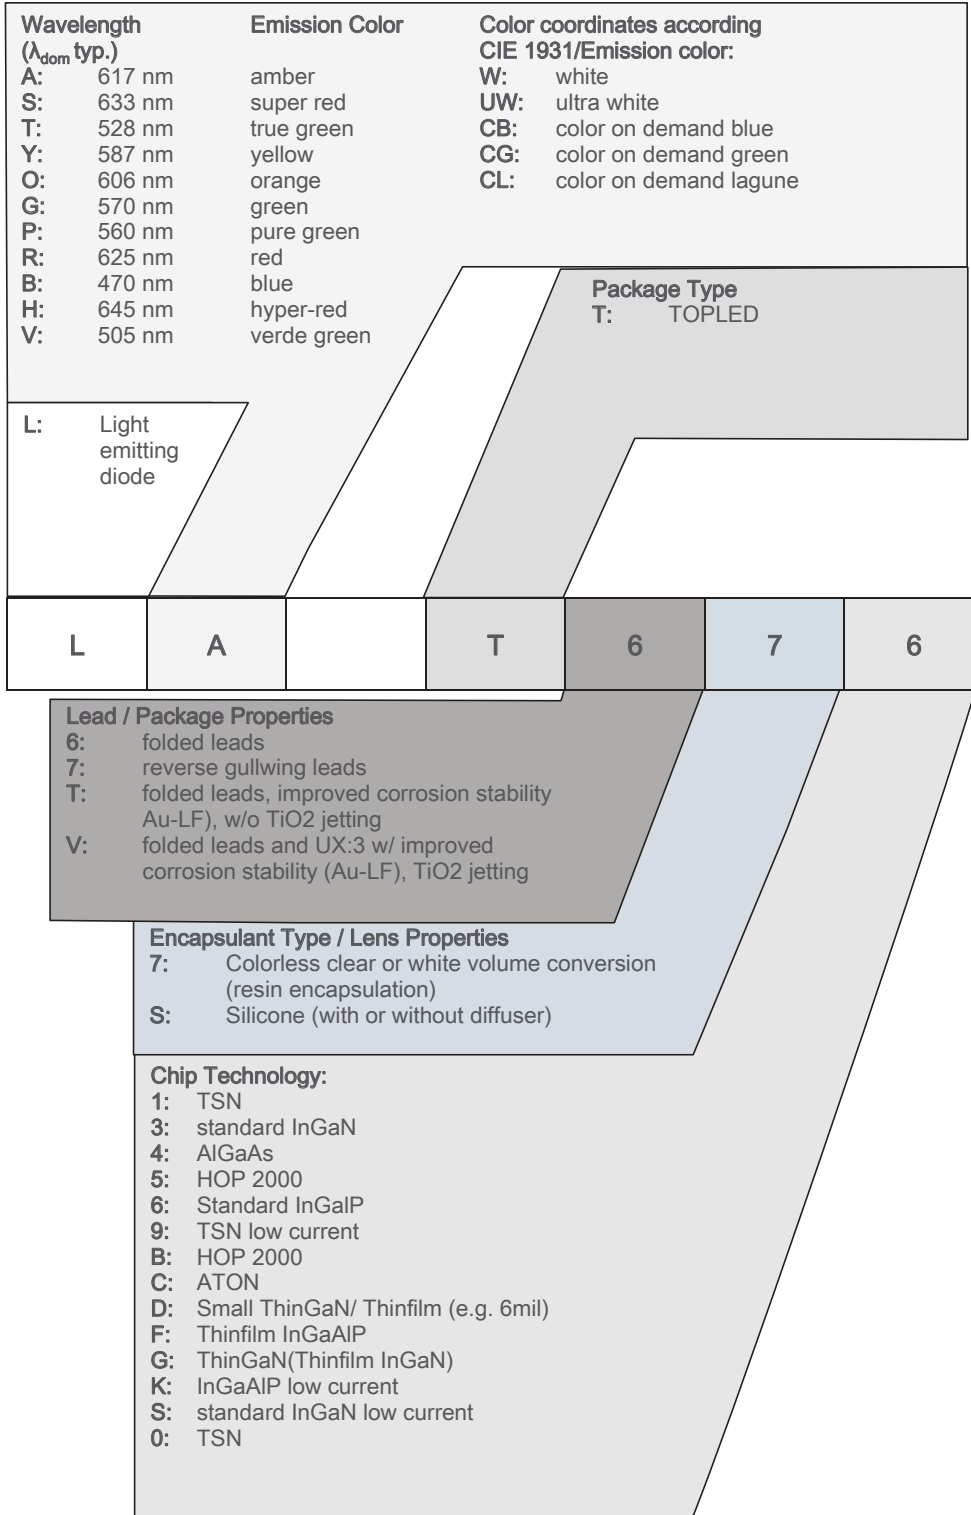 Wavelength Emission Color Color coordinates according
(λdom typ.) CIE 1931/Emission color:
A: 617 nm amber W: white
S: 633 nm super red UW: ultra white
T: 528 nm true green CB: color on demand blue
Y: 587 nm yellow CG: color on demand green
O: 606 nm orange CL: color on demand lagune
G: 570 nm green
P: 560 nm pure green
R: 625 nm red
B: 470 nm blue
H: 645 nm hyper-red
V: 505 nm verde green
Package Type
T: TOPLED
L: Light
emitting
diode
L A T 6 7 6
Lead / Package Properties
6: folded leads
7: reverse gullwing leads
T: folded leads, improved corrosion stability
Au-LF), w/o TiO2 jetting
V: folded leads and UX:3 w/ improved
corrosion stability (Au-LF), TiO2 jetting
Encapsulant Type / Lens Properties
7: Colorless clear or white volume conversion
(resin encapsulation)
S: Silicone (with or without diffuser)
Chip Technology:
1: TSN
3: standard InGaN
4: AlGaAs
5: HOP 2000
6: Standard InGalP
9: TSN low current
B: HOP 2000
C: ATON
D: Small ThinGaN/ Thinfilm (e.g. 6mil)
F: Thinfilm InGaAlP
G: ThinGaN(Thinfilm InGaN)
K: InGaAlP low current
S: standard InGaN low current
0: TSN